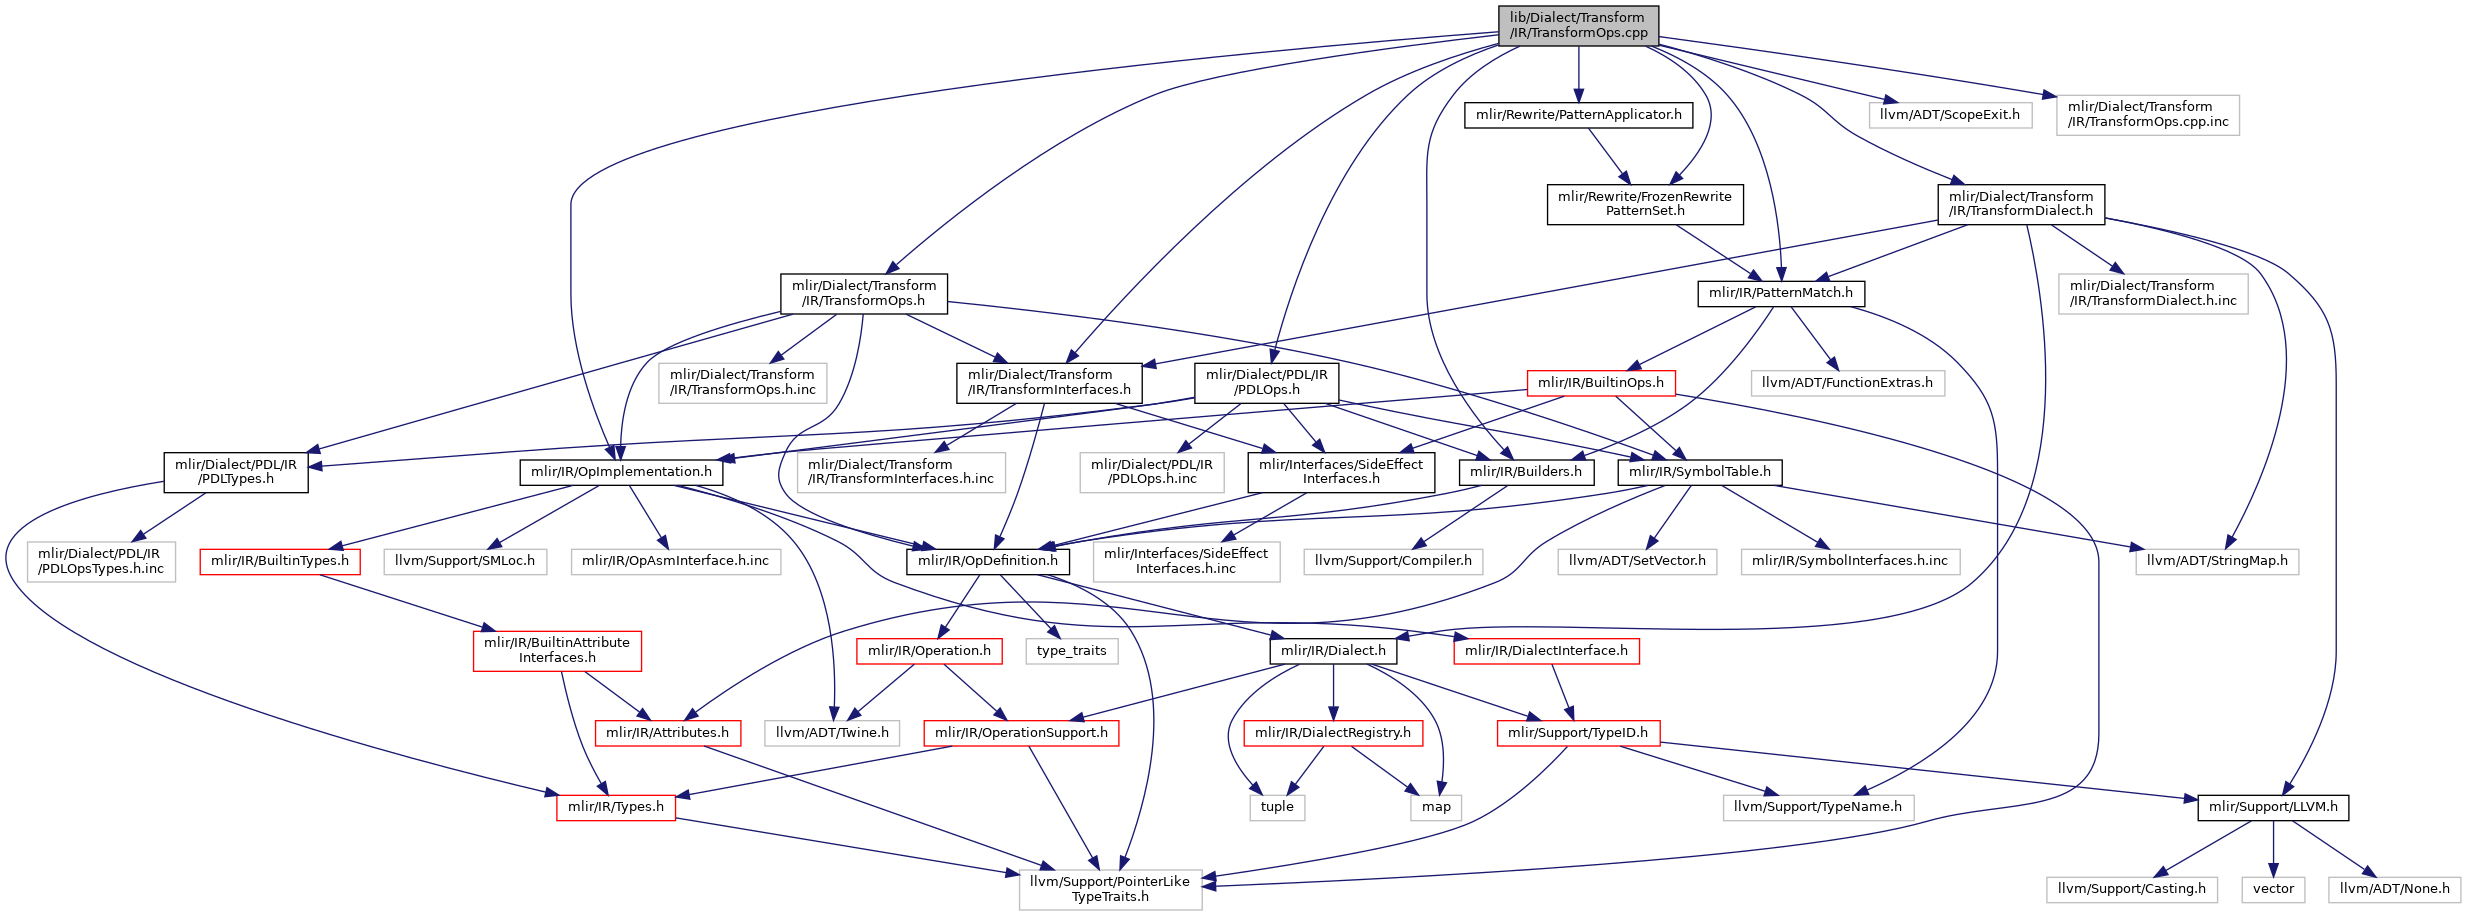 lib/Dialect/Transform
/IR/TransformOps.cpp
mlir/Rewrite/PatternApplicator.h
llvm/ADT/ScopeExit.h
mlir/Dialect/Transform
/IR/TransformOps.cpp.inc
mlir/Rewrite/FrozenRewrite
PatternSet.h
mlir/Dialect/Transform
/IR/TransformDialect.h
mlir/Dialect/Transform
/IR/TransformOps.h
mlir/IR/PatternMatch.h
mlir/Dialect/Transform
/IR/TransformDialect.h.inc
mlir/Dialect/Transform
/IR/TransformOps.h.inc
mlir/Dialect/Transform
/IR/TransformInterfaces.h
mlir/Dialect/PDL/IR
/PDLOps.h
mlir/IR/BuiltinOps.h
llvm/ADT/FunctionExtras.h
mlir/Dialect/PDL/IR
/PDLTypes.h
mlir/IR/OpImplementation.h
mlir/Dialect/Transform
/IR/TransformInterfaces.h.inc
mlir/Dialect/PDL/IR
/PDLOps.h.inc
mlir/Interfaces/SideEffect
Interfaces.h
mlir/IR/Builders.h
mlir/IR/SymbolTable.h
mlir/Dialect/PDL/IR
/PDLOpsTypes.h.inc
mlir/IR/BuiltinTypes.h
llvm/Support/SMLoc.h
mlir/IR/OpAsmInterface.inc
mlir/IR/OpDefinition.h
mlir/Interfaces/SideEffect
Interfaces.h.inc
llvm/Support/Compiler.h
llvm/ADT/SetVector.h
mlir/IR/SymbolInterfaces.h.inc
llvm/ADT/StringMap.h
mlir/IR/BuiltinAttribute
Interfaces.h
mlir/IR/Operation.h
type_traits
mlir/IR/Dialect.h
mlir/IR/DialectInterface.h
mlir/IR/Attributes.h
llvm/ADT/Twine.h
mlir/IR/OperationSupport.h
mlir/IR/DialectRegistry.h
mlir/Support/TypeID.h
mlir/IR/Types.h
tuple
map
llvm/Support/TypeName.h
mlir/Support/LLVM.h
llvm/Support/PointerLike
TypeTraits.h
llvm/Support/Casting.h
vector
llvm/ADT/None.h